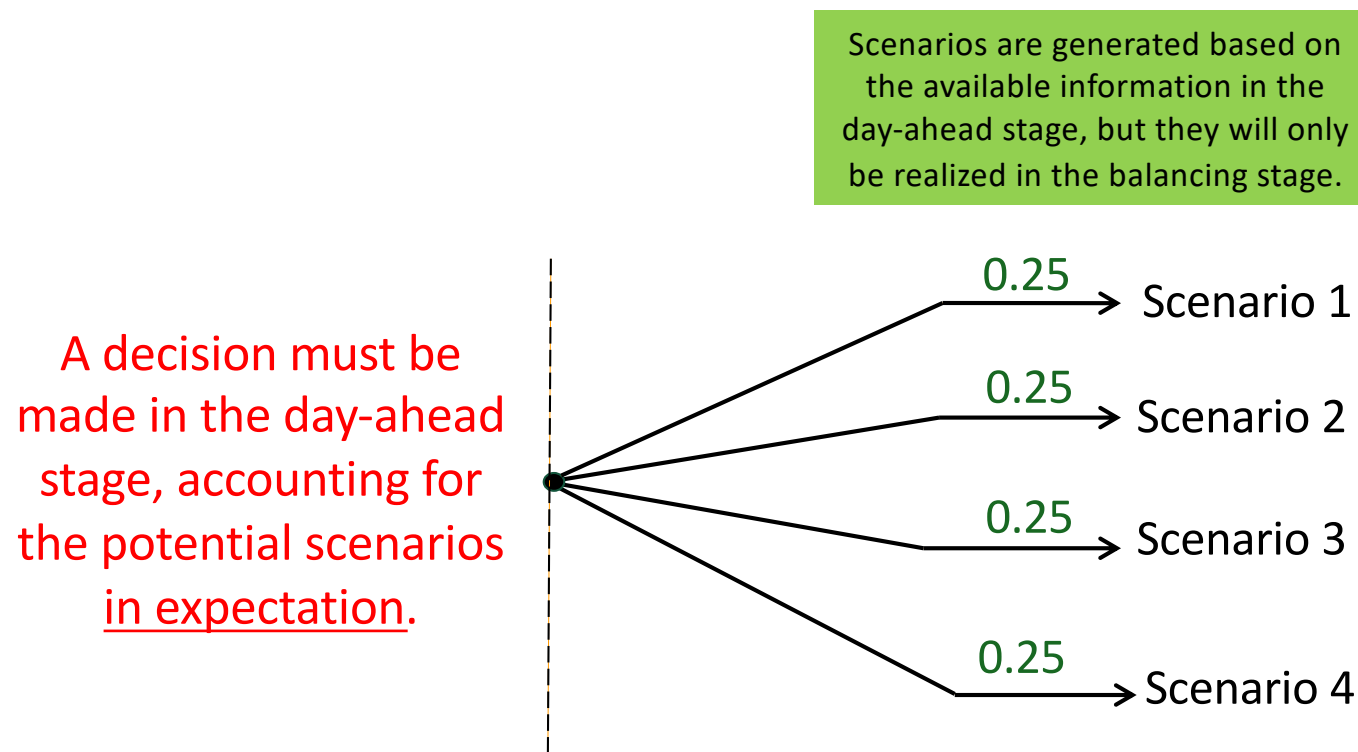 Scenarios are generated based on
the available information in the
day-ahead stage, but they will only
be realized in the balancing stage.
A decision must be
made in the day-ahead
stage, accounting for
the potential scenarios
in expectation.
0.25
Scenario 1
0.25
Scenario 2
0.25
Scenario 3
0.25
Scenario 4